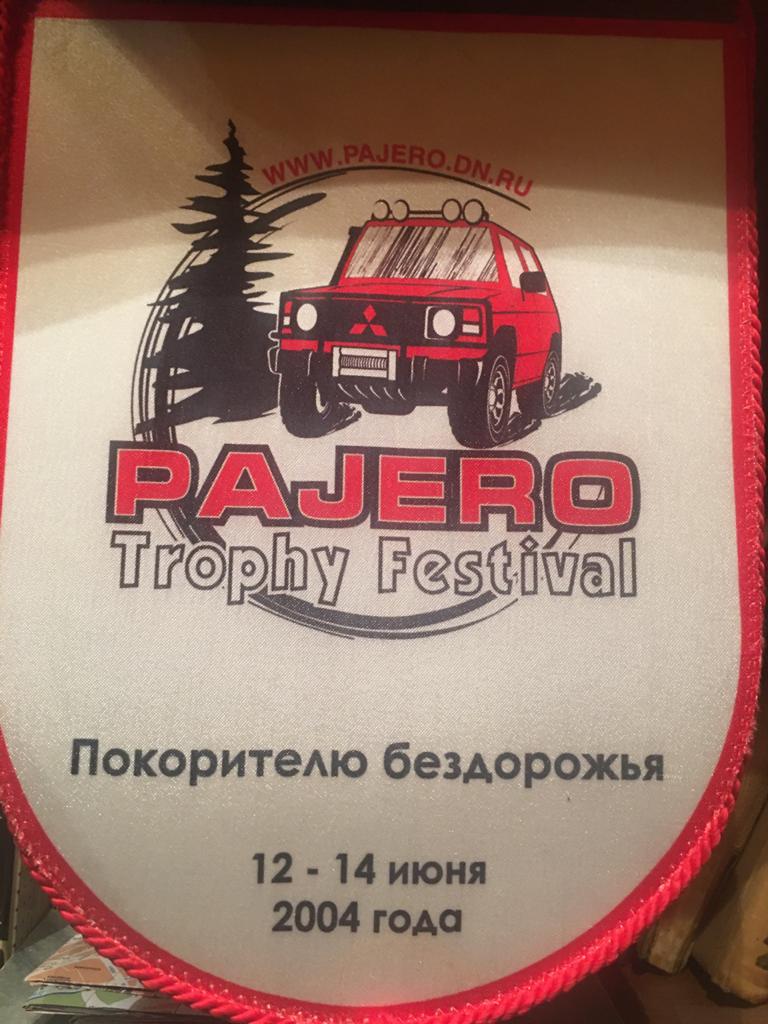 WWW.PAJERO.DN.RU
PAJERO
Trophy Festival
Покорителю бездорожья
12 - 14 июня
2004 года